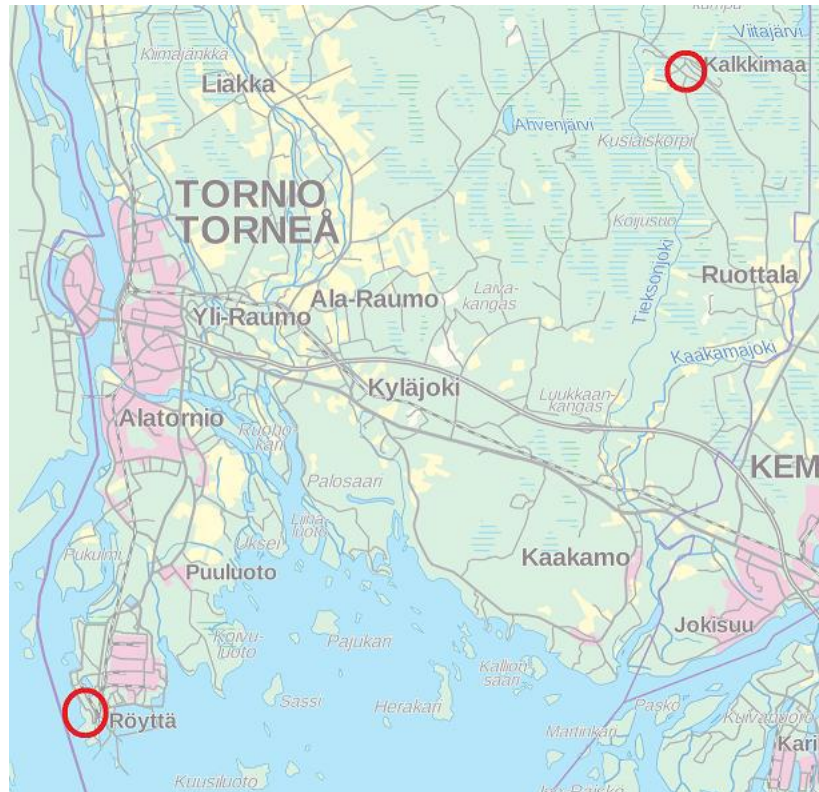 Viitajärvi
Kiimajänkkä
Kalkkimaa
Liakka
Ahvenjärvi
Kusiaiskorpi
TORNIO
TORNEÅ
Koijusuo
Ruottala
Tieksonjoki
Laiva-
kangas
Ala-Raumo
Yli-Raumo
Kaakamajoki
Kyläjoki
Luukkaan-
kangas
Alatornio
Ruoho-
kari
KEM
Palosaari
Liina-
luoto
Uksei
Pukulmi
Kaakamo
Puuluoto
Jokisuu
Koivu-
luoto
Pajukari
Kallion-
saari
Sassi
Herakari
Pasko
Kuivanuoro
Röyttä
Martinkari
Kari
Kuusiluoto